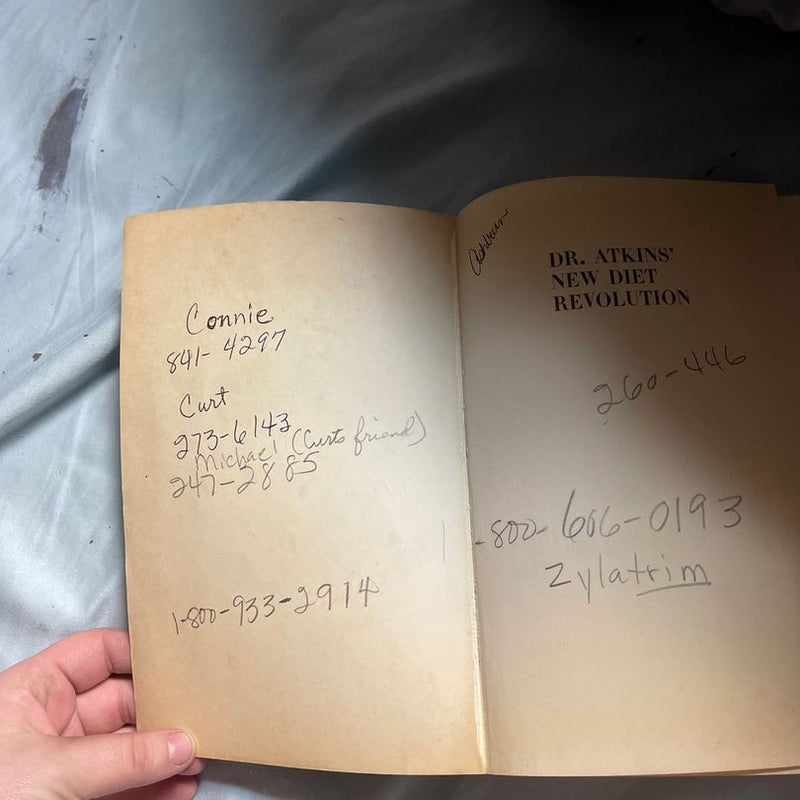 Connie
841-4297
Curt
273-6143
Michael (Curts friend)
247-2885
1-800-933-2914
DR. ATKINS'
NEW DIET
REVOLUTION
260-446
1-800-606-0193
Zylatrim